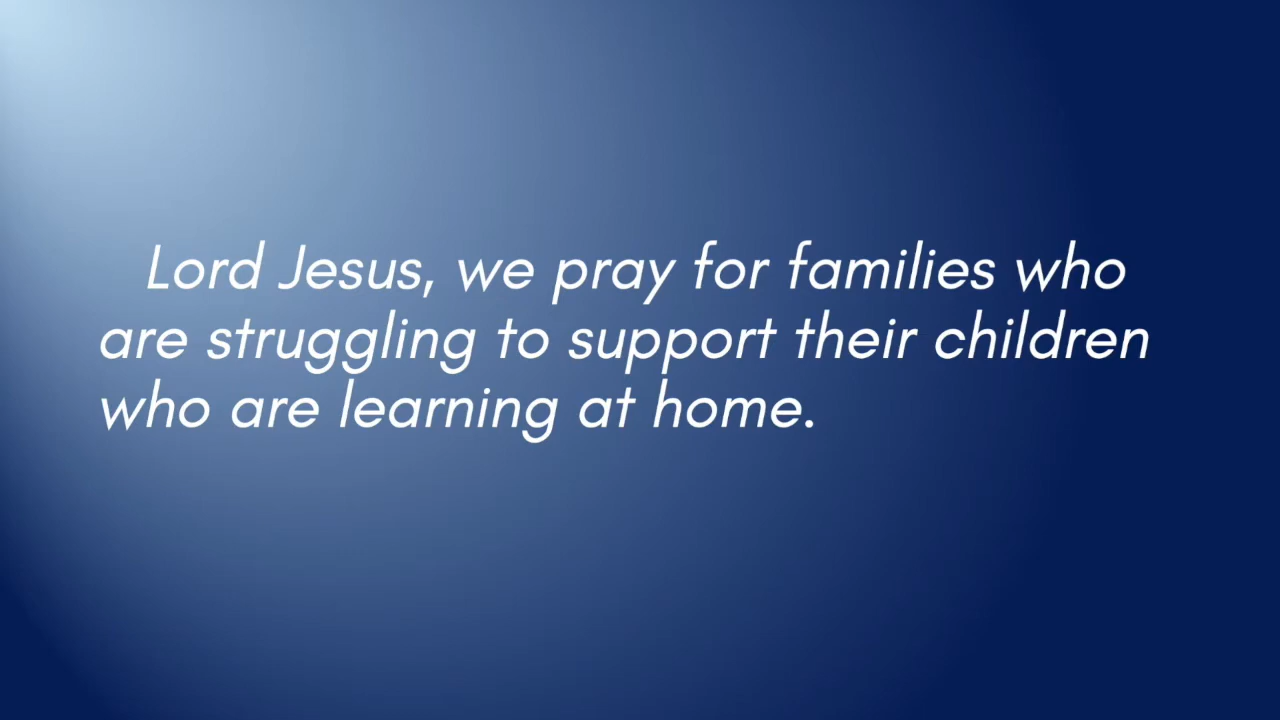 Lord Jesus, we pray for families who
are struggling to support their children
who are learning at home.